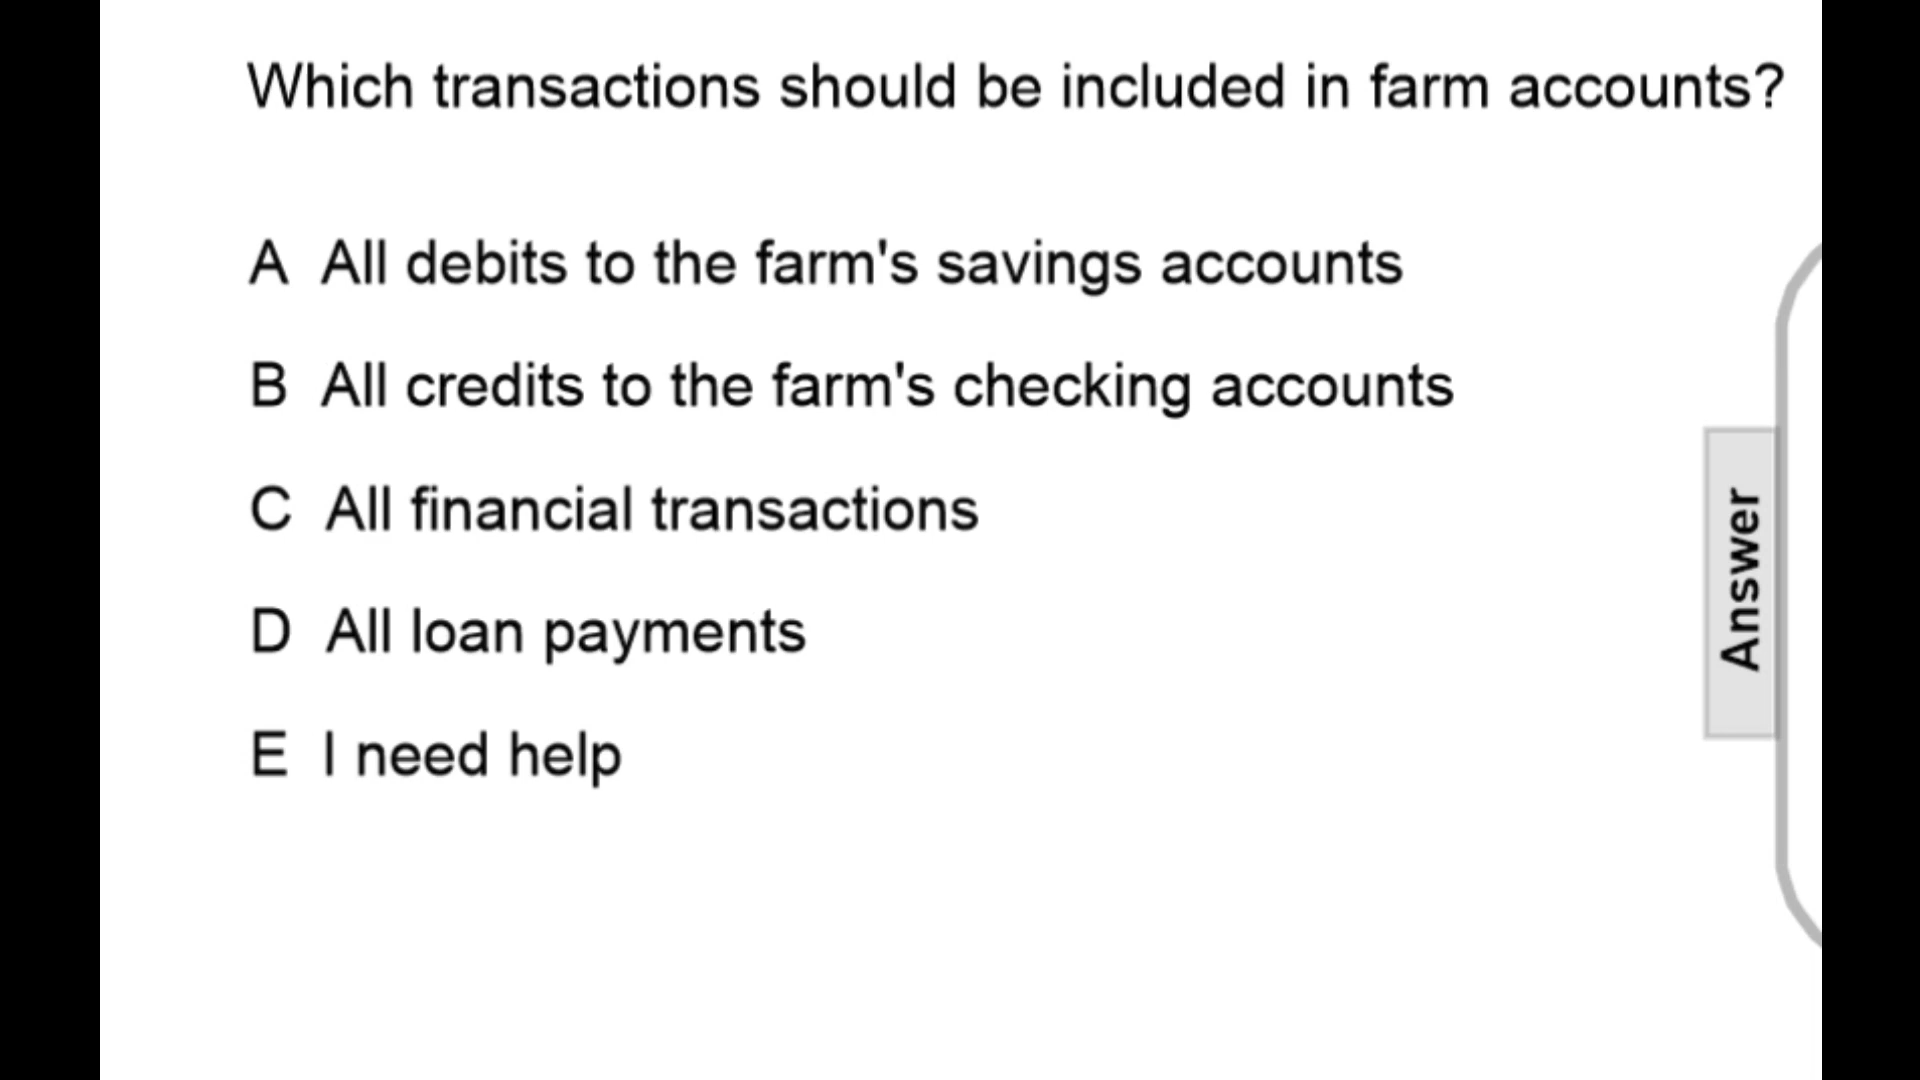 Which transactions should be included in farm accounts?
A All debits to the farm's savings accounts
B All credits to the farm's checking accounts
C All financial transactions
D All loan payments
E I need help
Answer